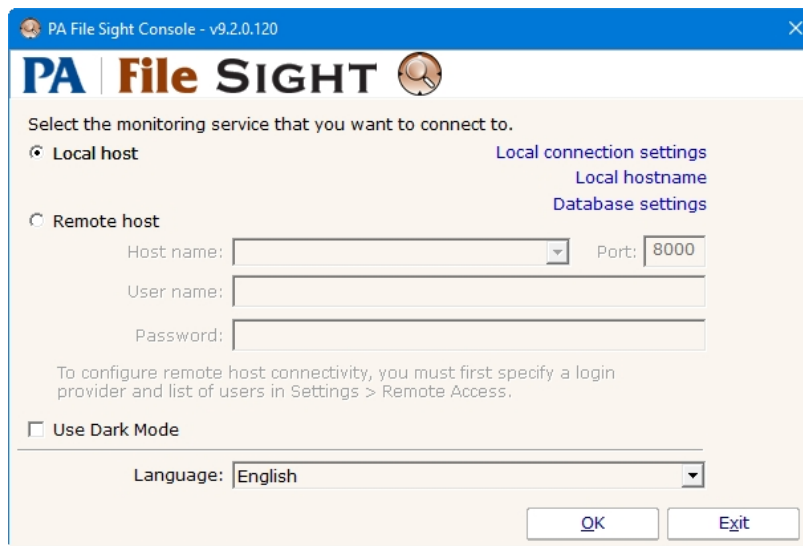 PA File Sight Console - v9.2.0.120
PA File SIGHT
Select the monitoring service that you want to connect to.
Local host
Local connection settings
Local hostname
Database settings
Remote host
Host name:
Port: 8000
User name:
Password:
To configure remote host connectivity, you must first specify a login
provider and list of users in Settings > Remote Access.
Use Dark Mode
Language: English
OK
Exit